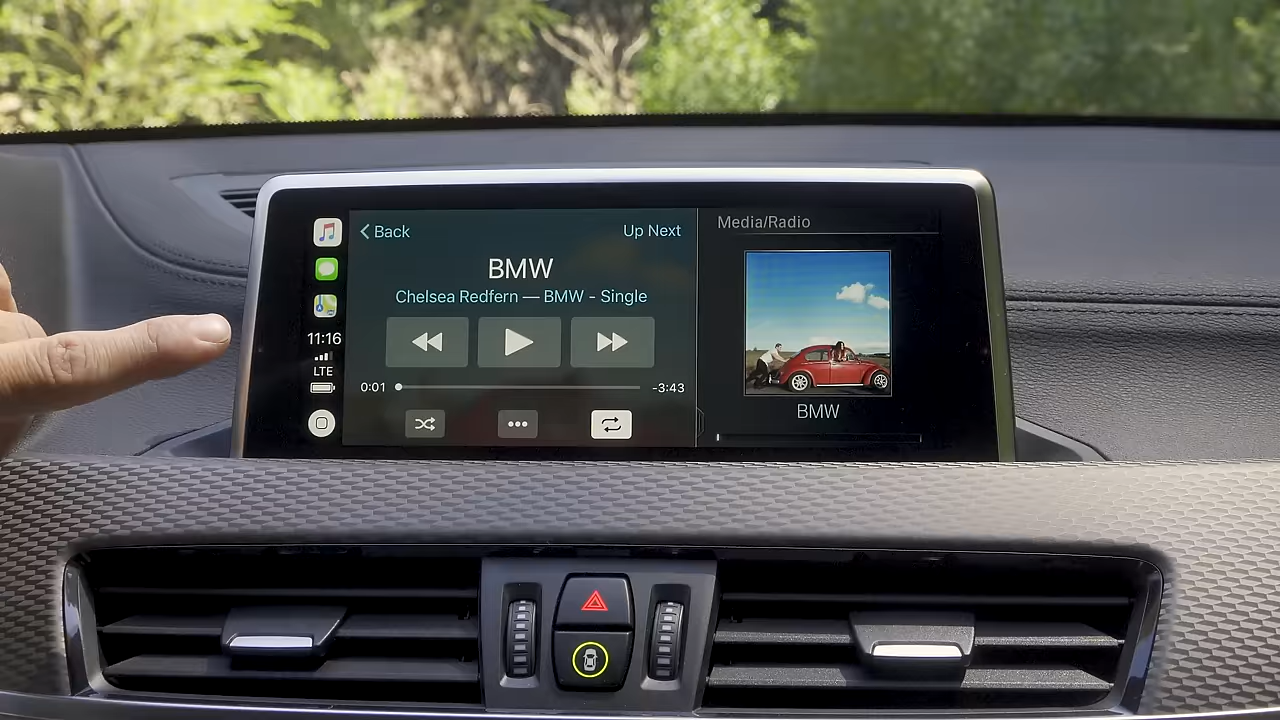 Back
Up Next
BMW
Chelsea Redfern — BMW - Single
11:16
LTE
0:01
-3:43
Media/Radio
BMW